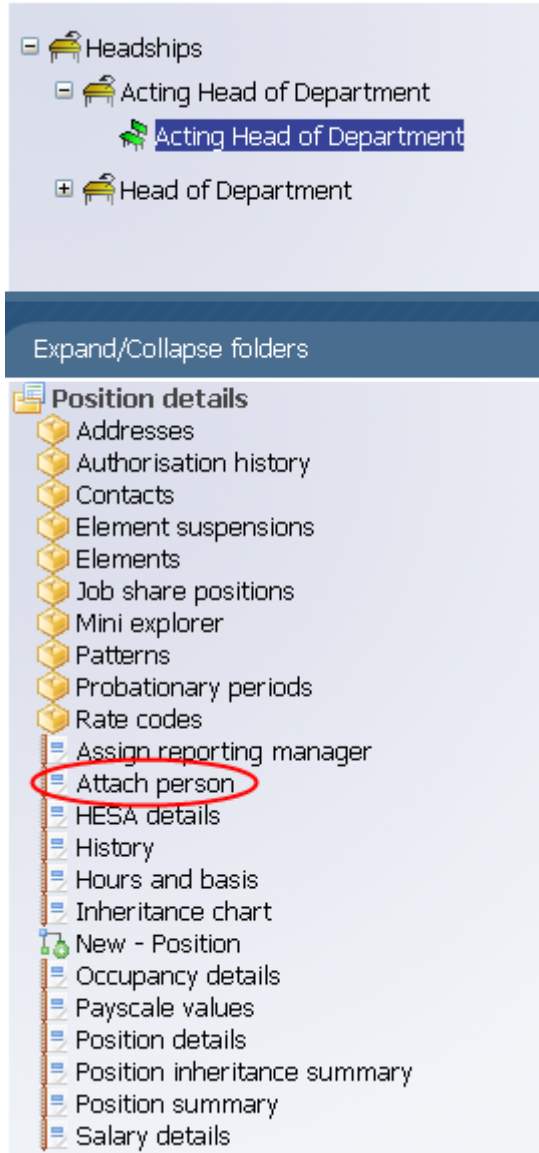 Headships
Acting Head of Department
Acting Head of Department
Head of Department
Expand/Collapse folders
Position details
Addresses
Authorisation history
Contacts
Element suspensions
Elements
Job share positions
Mini explorer
Patterns
Probationary periods
Rate codes
Assign reporting manager
Attach person
HESA details
History
Hours and basis
Inheritance chart
New - Position
Occupancy details
Payscale values
Position details
Position inheritance summary
Position summary
Salary details